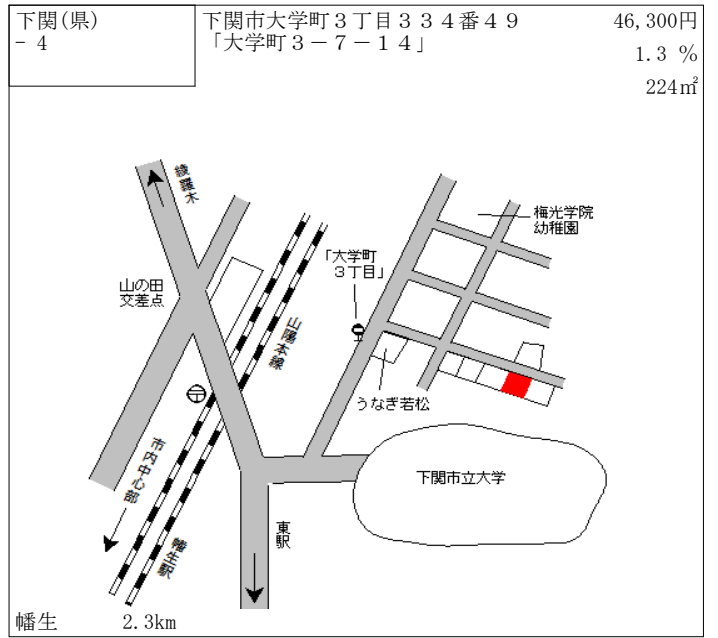 下関(県)
- 4
下関市大学町３丁目３３４番４９
「大学町３－７－１４」
46,300円
1.3 %
224㎡
綾羅木
梅光学院
幼稚園
「大学町
３丁目」
山の田
交差点
山陽本線
うなぎ若松
市内中心部
下関市立大学
東駅
幡生駅
幡生 2.3km